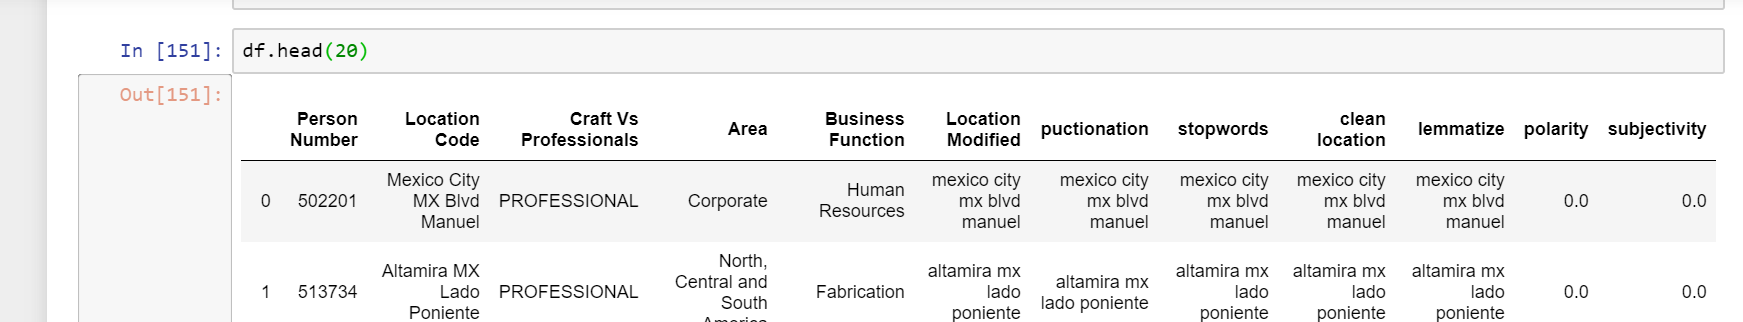 In [151]: df.head(20)
Out[151]:
Person Number Location Code Craft Vs Professionals Area Business Function Location Modified puctionation stopwords clean location lemmatize polarity subjectivity
0 502201 Mexico City MX Blvd Manuel PROFESSIONAL Corporate Human Resources mexico city mx blvd manuel mexico city mx blvd manuel mexico city mx blvd manuel mexico city mx blvd manuel mexico city mx blvd manuel 0.0 0.0
1 513734 Altamira MX Lado Poniente PROFESSIONAL North, Central and South America Fabrication altamira mx lado poniente altamira mx lado poniente altamira mx lado poniente altamira mx lado poniente altamira mx lado poniente 0.0 0.0